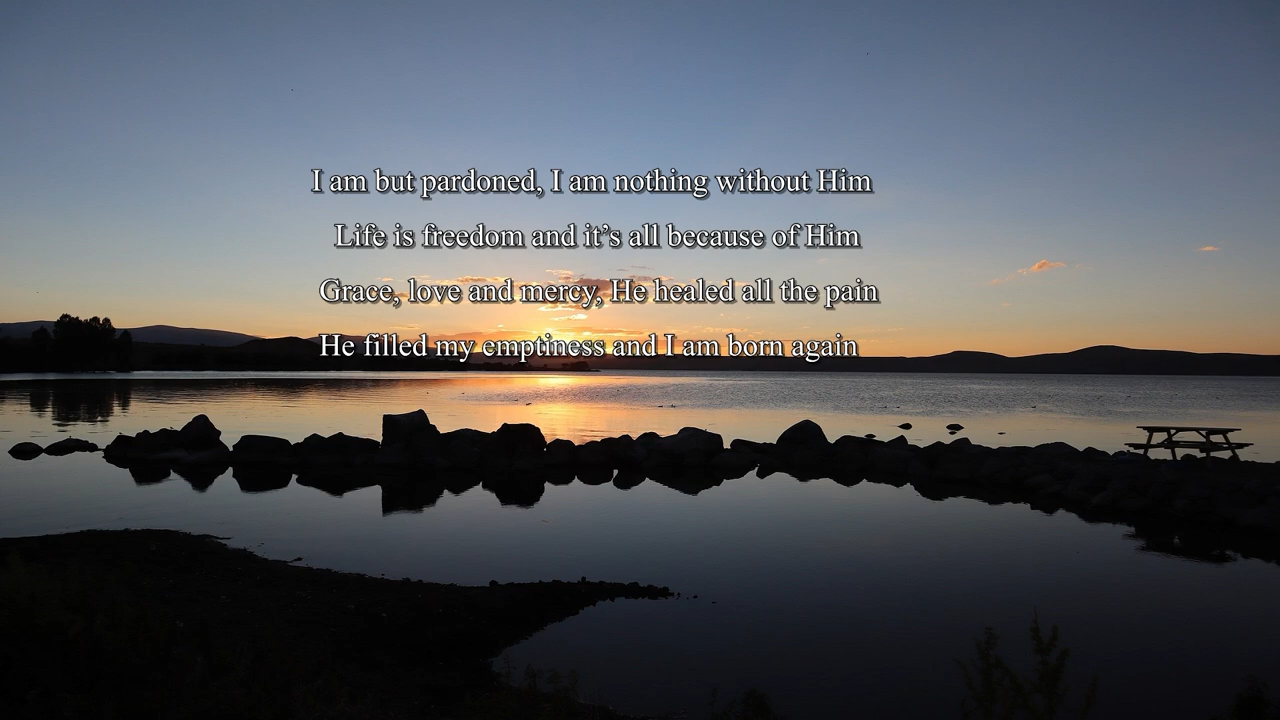 I am but pardoned, I am nothing without Him
Life is freedom and it’s all because of Him
Grace, love and mercy, He healed all the pain
He filled my emptiness and I am born again